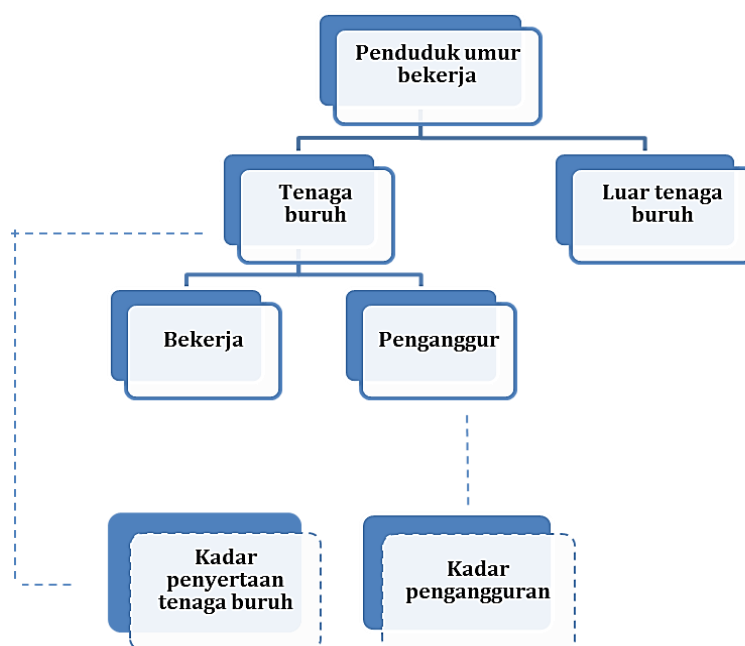 Penduduk umur
bekerja
Tenaga
buruh
Luar tenaga
buruh
Bekerja
Penganggur
Kadar
penyertaan
tenaga buruh
Kadar
pengangguran